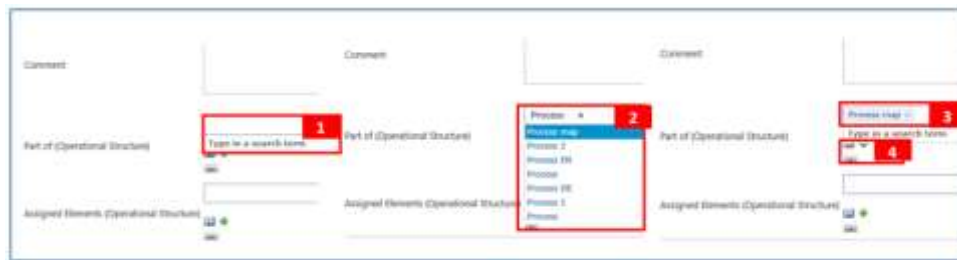 Comment
Part of (Operational Structure)
1
Type in a search term
Assigned Elements (Operational Structure)
Comment
Part of (Operational Structure)
Process
2
Process map
Process 2
Process
Process
Process
Assigned Elements (Operational Structure)
Comment
Part of (Operational Structure)
Process map
3
Type in a search term
4
Assigned Elements (Operational Structure)